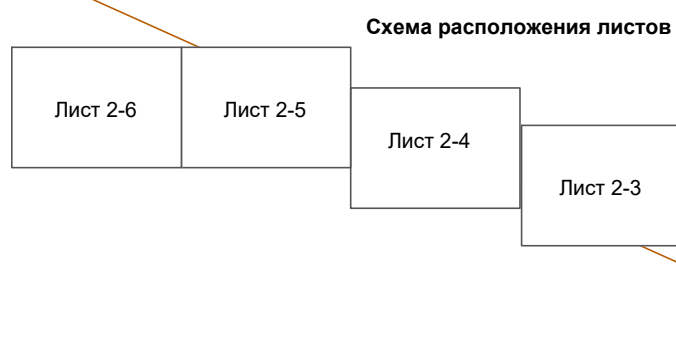 Схема расположения листов
Лист 2-6
Лист 2-5
Лист 2-4
Лист 2-3